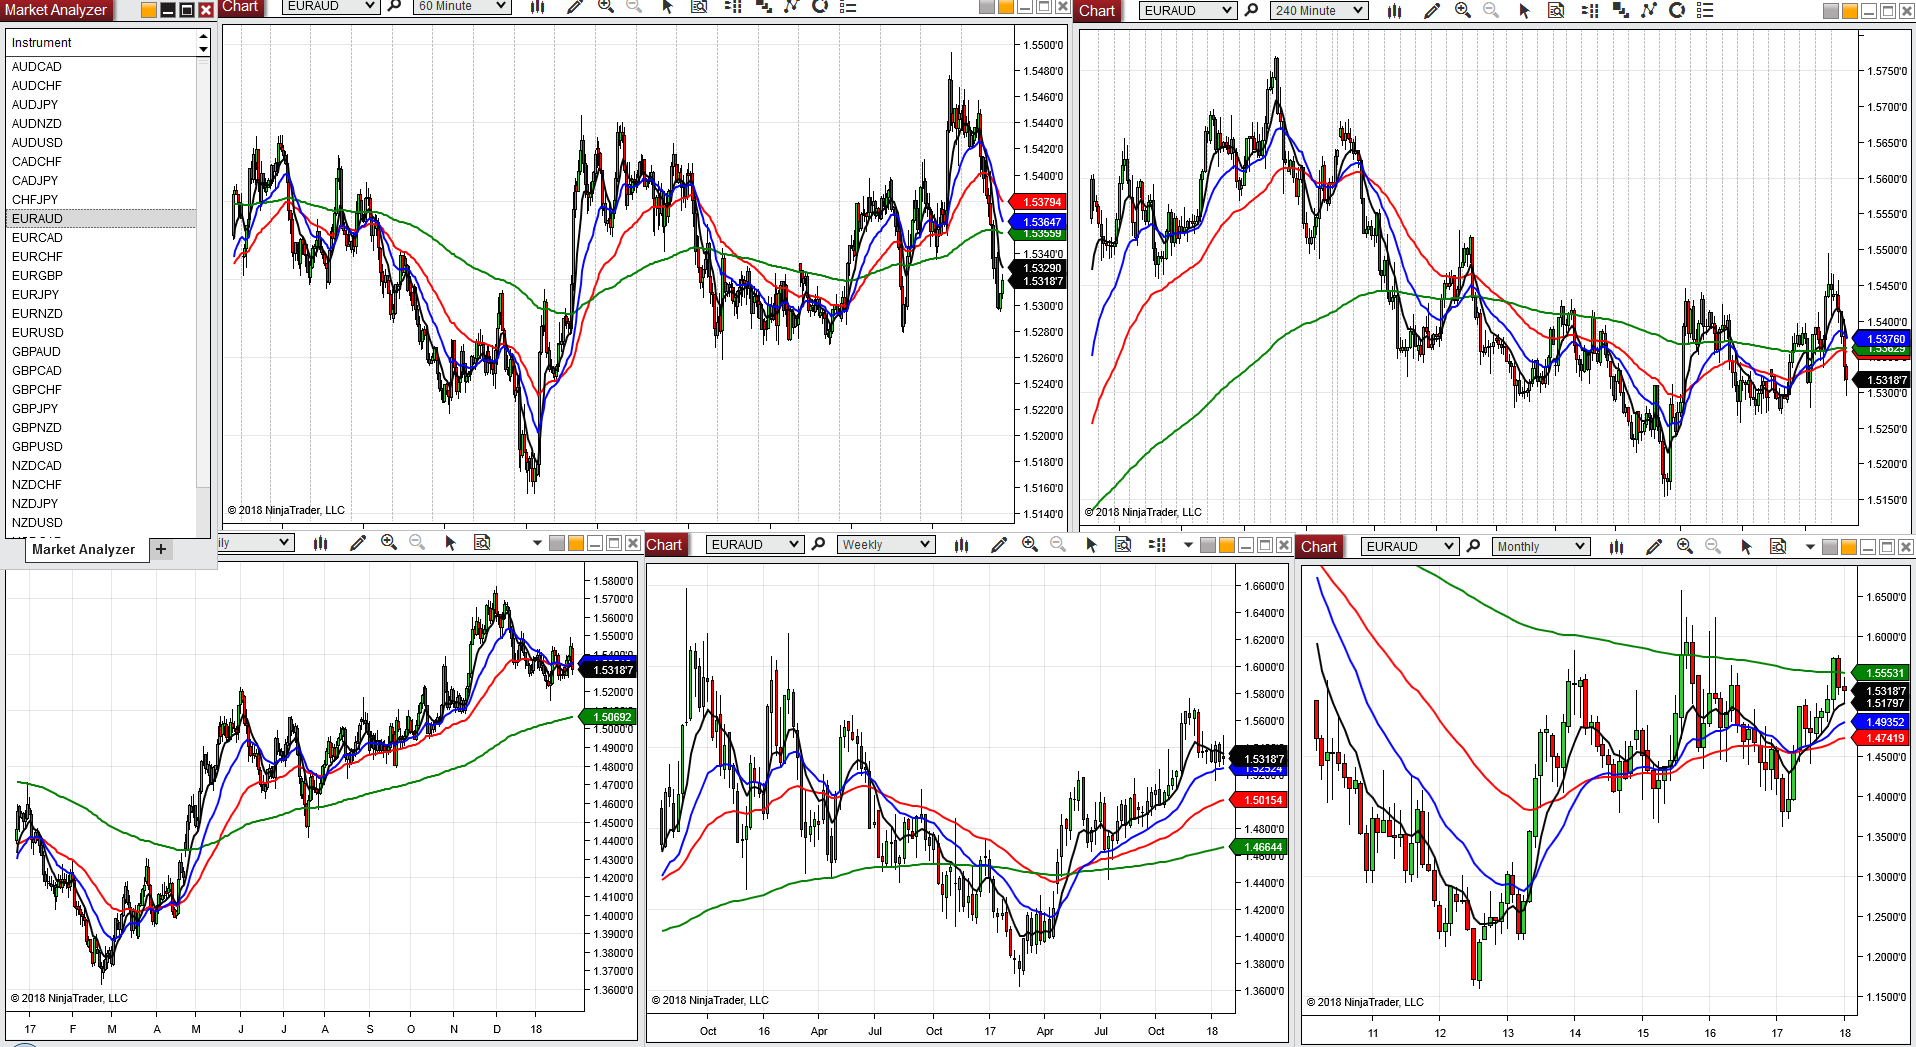 Market Analyzer
Instrument
AUDCAD
AUDCHF
AUDJPY
AUDNZD
AUDUSD
CADCHF
CADJPY
CHFJPY
EURAUD
EURCAD
EURCHF
EURGBP
EURJPY
EURNZD
EURUSD
GBPAUD
GBPCAD
GBPCHF
GBPJPY
GBPNZD
GBPUSD
NZDCAD
NZDCHF
NZDJPY
NZDUSD
Market Analyzer +
Chart EURAUD 60 Minute
1.5500'0
1.5480'0
1.5460'0
1.5440'0
1.5420'0
1.5400'0
1.53794
1.53647
1.53559
1.5340'0
1.53290
1.5318'7
1.5300'0
1.5280'0
1.5260'0
1.5240'0
1.5220'0
1.5200'0
1.5180'0
1.5160'0
1.5140'0
© 2018 NinjaTrader, LLC
Chart EURAUD 240 Minute
1.5750'0
1.5700'0
1.5650'0
1.5600'0
1.5550'0
1.5500'0
1.5450'0
1.5400'0
1.53760
1.5318'7
1.5300'0
1.5250'0
1.5200'0
1.5150'0
© 2018 NinjaTrader, LLC
ily
1.5800'0
1.5700'0
1.5600'0
1.5500'0
1.5318'7
1.5200'0
1.50692
1.5000'0
1.4900'0
1.4800'0
1.4700'0
1.4600'0
1.4500'0
1.4400'0
1.4300'0
1.4200'0
1.4100'0
1.4000'0
1.3900'0
1.3800'0
1.3700'0
1.3600'0
© 2018 NinjaTrader, LLC
17 F M A M J J A S O N D 18
Chart EURAUD Weekly
1.6600'0
1.6400'0
1.6200'0
1.6000'0
1.5800'0
1.5600'0
1.5318'7
1.50154
1.4800'0
1.46644
1.4400'0
1.4200'0
1.4000'0
1.3800'0
1.3600'0
© 2018 NinjaTrader, LLC
Oct 16 Apr Jul Oct 17 Apr Jul Oct 18
Chart EURAUD Monthly
1.6500'0
1.6000'0
1.55531
1.5318'7
1.51797
1.49352
1.47419
1.4500'0
1.4000'0
1.3500'0
1.3000'0
1.2500'0
1.2000'0
1.1500'0
© 2018 NinjaTrader, LLC
11 12 13 14 15 16 17 18